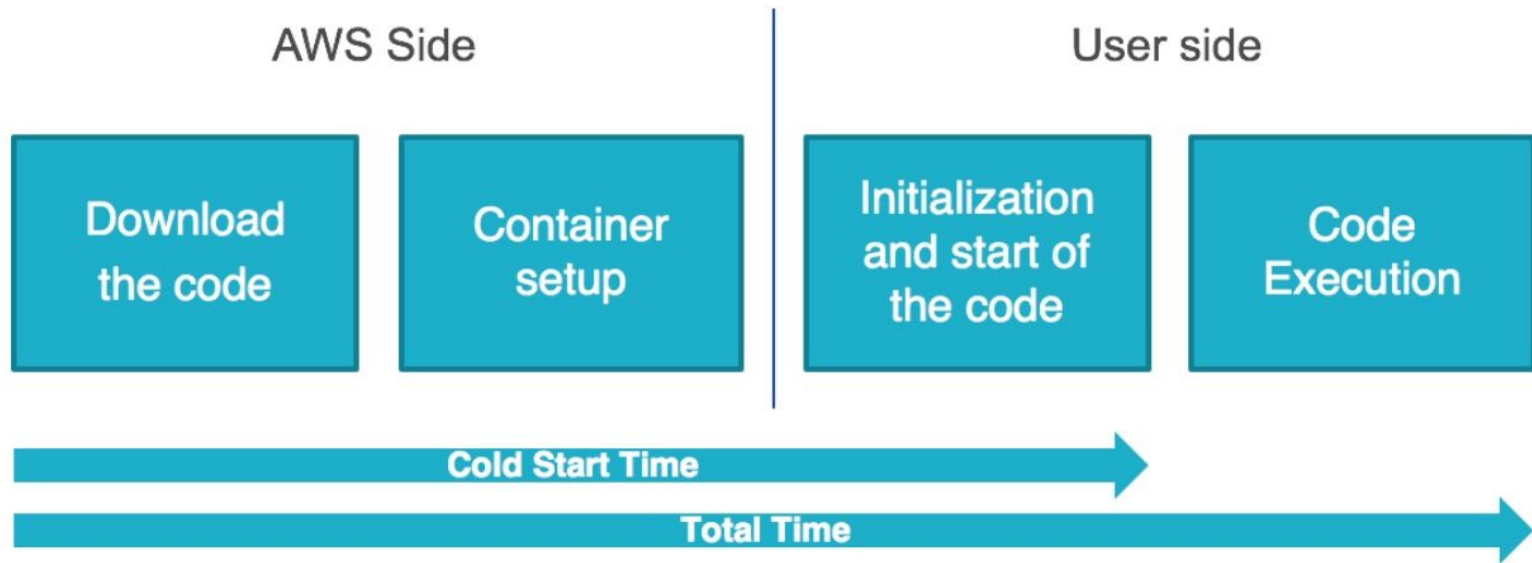 AWS Side
User side
Download
the code
Container
setup
Initialization
and start of
the code
Code
Execution
Cold Start Time
Total Time